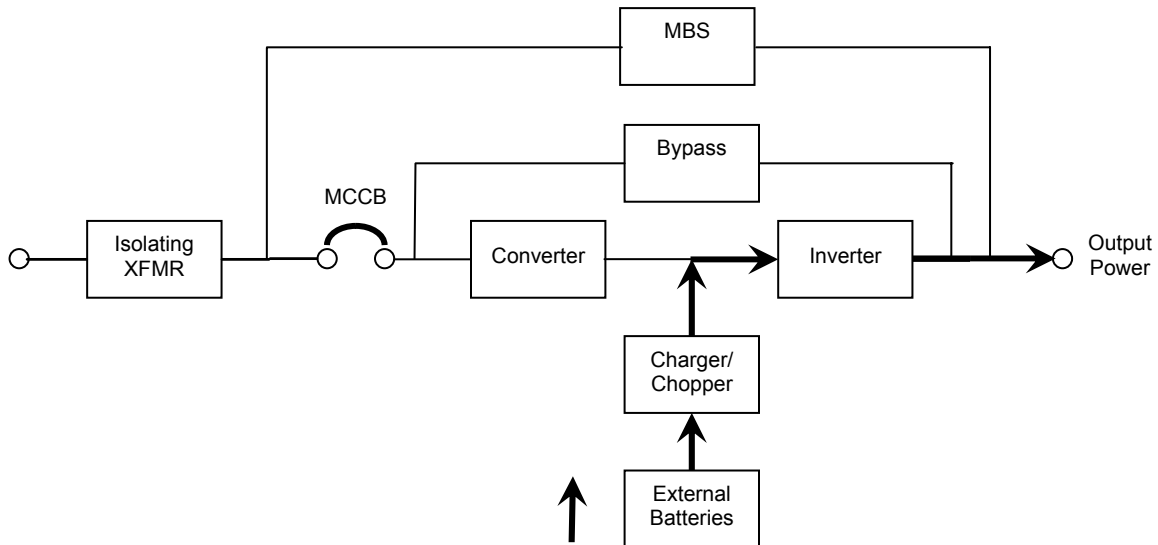 MBS
Bypass
MCCB
Isolating
XFMR
Converter
Inverter
Output
Power
Charger/
Chopper
External
Batteries